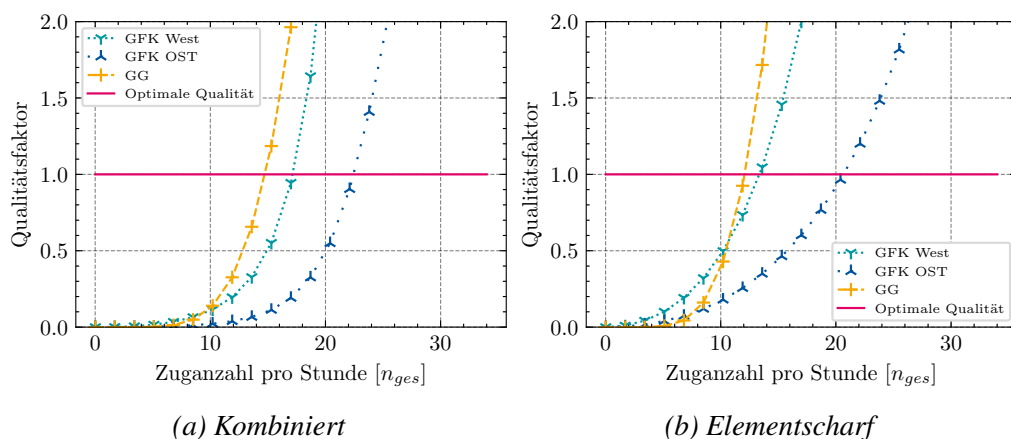 2.0
1.5
1.0
0.5
0.0
Qualitätsfaktor
GFK West
GFK OST
GG
Optimale Qualität
0
10
20
30
Zuganzahl pro Stunde [n_ges]
(a) Kombiniert
2.0
1.5
1.0
0.5
0.0
Qualitätsfaktor
GFK West
GFK OST
GG
Optimale Qualität
0
10
20
30
Zuganzahl pro Stunde [n_ges]
(b) Elementscharf